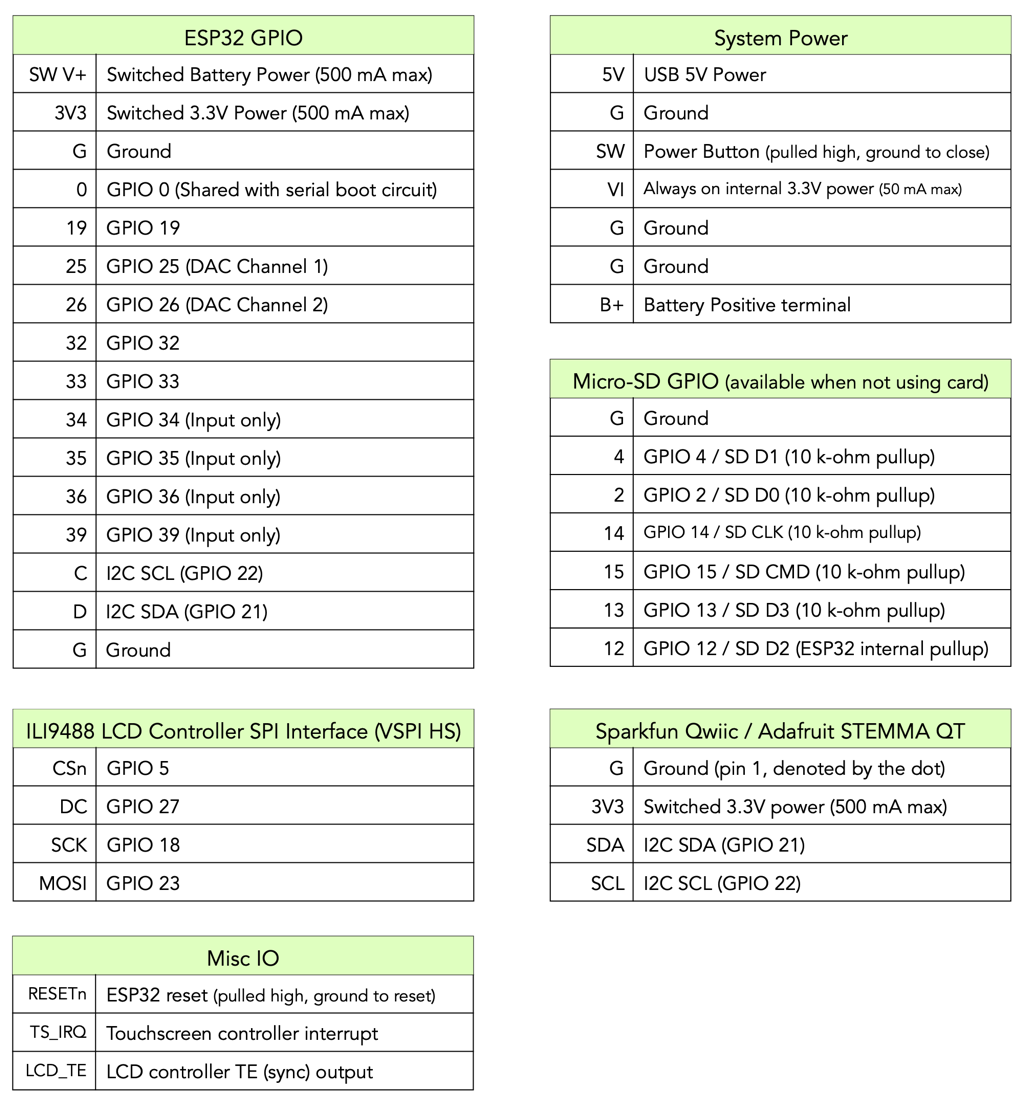 ESP32 GPIO
SW V+ Switched Battery Power (500 mA max)
3V3 Switched 3.3V Power (500 mA max)
G Ground
0 GPIO 0 (Shared with serial boot circuit)
19 GPIO 19
25 GPIO 25 (DAC Channel 1)
26 GPIO 26 (DAC Channel 2)
32 GPIO 32
33 GPIO 33
34 GPIO 34 (Input only)
35 GPIO 35 (Input only)
36 GPIO 36 (Input only)
39 GPIO 39 (Input only)
C I2C SCL (GPIO 22)
D I2C SDA (GPIO 21)
G Ground
System Power
5V USB 5V Power
G Ground
SW Power Button (pulled high, ground to close)
VI Always on internal 3.3V power (50 mA max)
G Ground
G Ground
B+ Battery Positive terminal
Micro-SD GPIO (available when not using card)
G Ground
4 GPIO 4 / SD D1 (10 k-ohm pullup)
2 GPIO 2 / SD D0 (10 k-ohm pullup)
14 GPIO 14 / SD CLK (10 k-ohm pullup)
15 GPIO 15 / SD CMD (10 k-ohm pullup)
13 GPIO 13 / SD D3 (10 k-ohm pullup)
12 GPIO 12 / SD D2 (ESP32 internal pullup)
ILI9488 LCD Controller SPI Interface (VSPI HS)
CSn GPIO 5
DC GPIO 27
SCK GPIO 18
MOSI GPIO 23
Sparkfun Qwiic / Adafruit STEMMA QT
G Ground (pin 1, denoted by the dot)
3V3 Switched 3.3V power (500 mA max)
SDA I2C SDA (GPIO 21)
SCL I2C SCL (GPIO 22)
Misc IO
RESETn ESP32 reset (pulled high, ground to reset)
TS_IRQ Touchscreen controller interrupt
LCD_TE LCD controller TE (sync) output